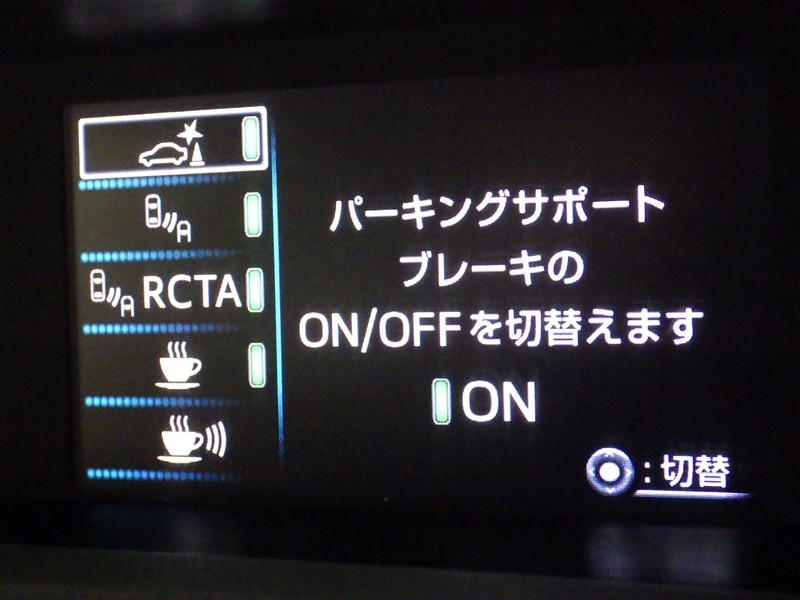 RCTA
パーキングサポート
ブレーキの
ON/OFFを切替えます
ON
:切替